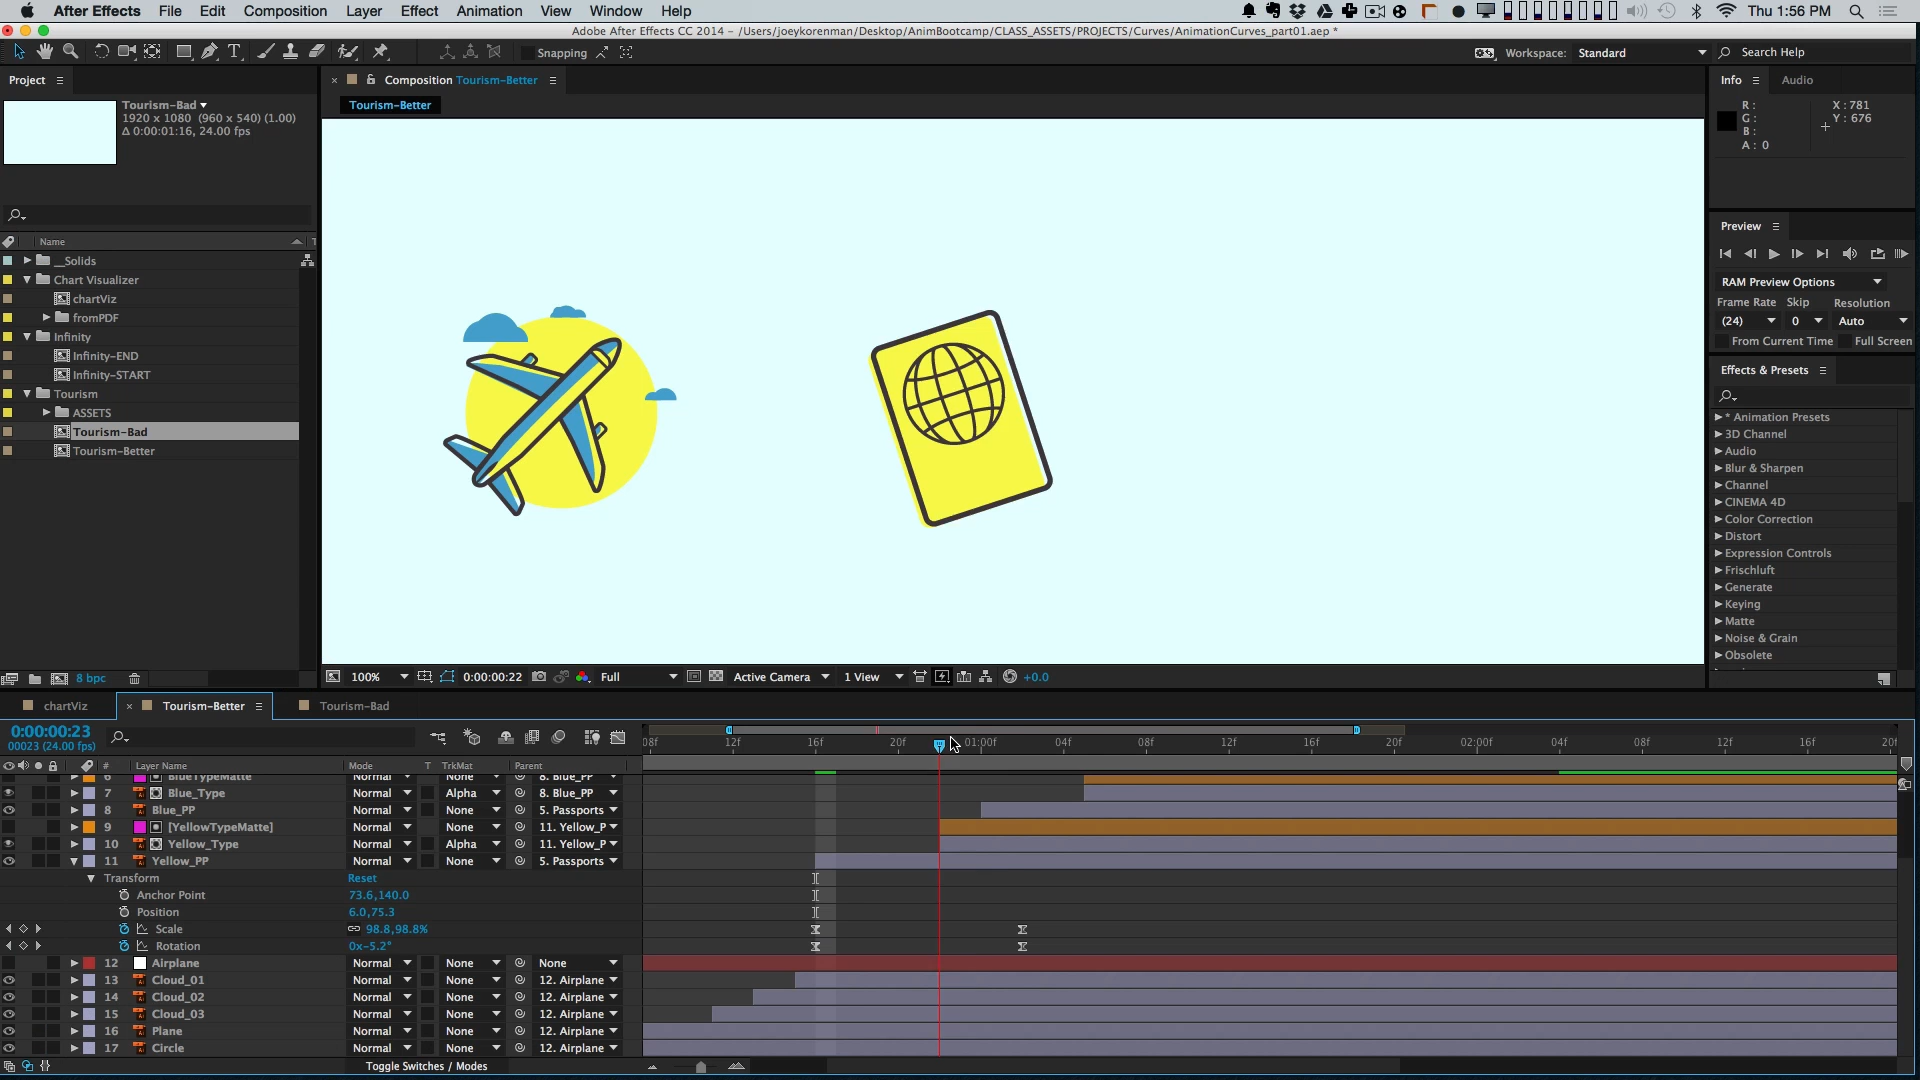 After Effects File Edit Composition Layer Effect Animation View Window Help Thu 1:56 PM
Adobe After Effects CC 2014 - /Users/joeykorenman/Desktop/AnimBootcamp/CLASS_ASSETS/PROJECTS/Curves/AnimationCurves_part01.aep *
Snapping Workspace: Standard Search Help
Project
Tourism-Bad
1920 x 1080 (960 x 540) (1.00)
Δ 0:00:01:16, 24.00 fps
Name
__Solids
Chart Visualizer
chartViz
fromPDF
Infinity
Infinity-END
Infinity-START
Tourism
ASSETS
Tourism-Bad
Tourism-Better
8 bpc
Composition Tourism-Better
Tourism-Better
100% 0:00:00:22 Full Active Camera 1 View +0.0
Info Audio
R: X: 781
G: Y: 676
B:
A: 0
Preview
RAM Preview Options
Frame Rate Skip Resolution
(24) 0 Auto
From Current Time Full Screen
Effects & Presets
* Animation Presets
3D Channel
Audio
Blur & Sharpen
Channel
CINEMA 4D
Color Correction
Distort
Expression Controls
Frischluft
Generate
Keying
Matte
Noise & Grain
Obsolete
chartViz Tourism-Better Tourism-Bad
0:00:00:23
00023 (24.00 fps)
08f 12f 16f 20f 01:00f 04f 08f 12f 16f 20f 02:00f 04f 08f 12f 16f 20f
# Layer Name Mode T TrkMat Parent
6 BlueTypeMatte Normal None 8. Blue_PP
7 Blue_Type Normal Alpha 8. Blue_PP
8 Blue_PP Normal None 5. Passports
9 [YellowTypeMatte] Normal None 11. Yellow_P
10 Yellow_Type Normal Alpha 11. Yellow_P
11 Yellow_PP Normal None 5. Passports
Transform Reset
Anchor Point 73.6,140.0
Position 6.0,75.3
Scale 98.8,98.8%
Rotation 0x-5.2°
12 Airplane Normal None None
13 Cloud_01 Normal None 12. Airplane
14 Cloud_02 Normal None 12. Airplane
15 Cloud_03 Normal None 12. Airplane
16 Plane Normal None 12. Airplane
17 Circle Normal None 12. Airplane
Toggle Switches / Modes